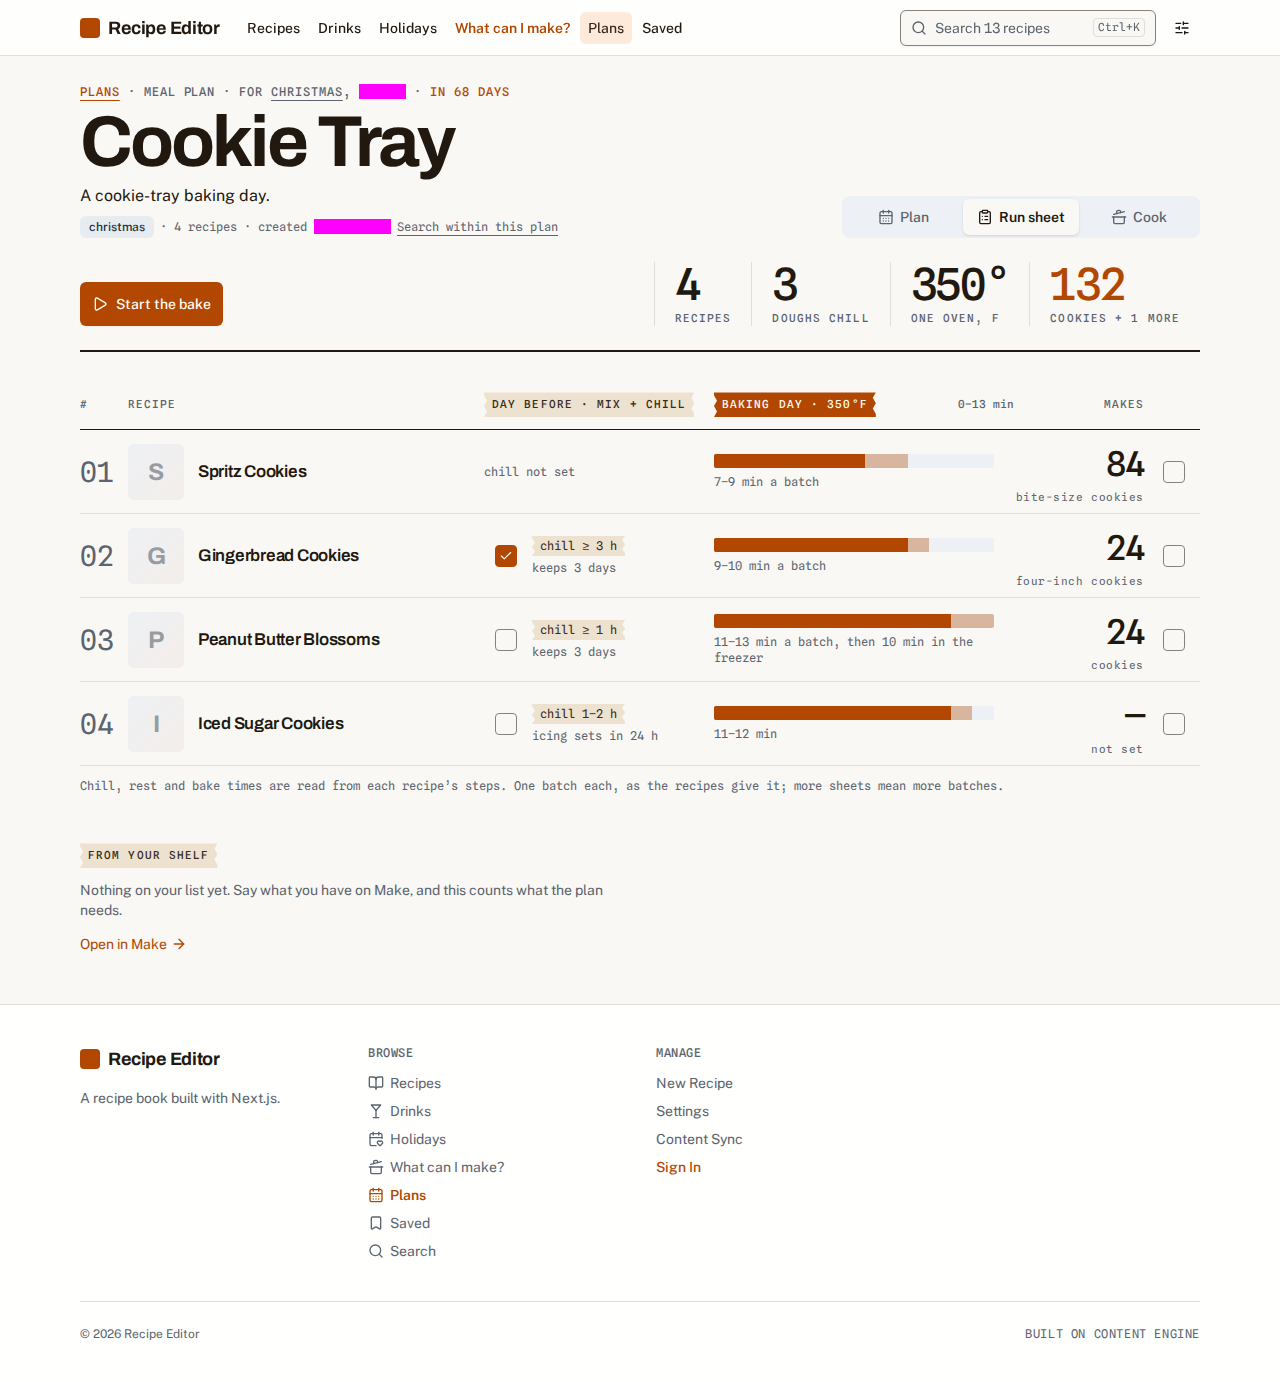 Recipe Editor Recipes Drinks Holidays What can I make? Plans Saved Search 13 recipes Ctrl+K
PLANS · MEAL PLAN · FOR CHRISTMAS, · IN 68 DAYS
Cookie Tray
A cookie-tray baking day.
christmas · 4 recipes · created Search within this plan
Plan Run sheet Cook
Start the bake
4 RECIPES
3 DOUGHS CHILL
350° ONE OVEN, F
132 COOKIES + 1 MORE
# RECIPE DAY BEFORE · MIX + CHILL BAKING DAY · 350°F 0–13 min MAKES
01 S Spritz Cookies chill not set 7–9 min a batch 84 bite-size cookies
02 G Gingerbread Cookies chill ≥ 3 h keeps 3 days 9–10 min a batch 24 four-inch cookies
03 P Peanut Butter Blossoms chill ≥ 1 h keeps 3 days 11–13 min a batch, then 10 min in the freezer 24 cookies
04 I Iced Sugar Cookies chill 1–2 h icing sets in 24 h 11–12 min — not set
Chill, rest and bake times are read from each recipe's steps. One batch each, as the recipes give it; more sheets mean more batches.
FROM YOUR SHELF
Nothing on your list yet. Say what you have on Make, and this counts what the plan
needs.
Open in Make →
Recipe Editor
A recipe book built with Next.js.
BROWSE
Recipes
Drinks
Holidays
What can I make?
Plans
Saved
Search
MANAGE
New Recipe
Settings
Content Sync
Sign In
© 2026 Recipe Editor
BUILT ON CONTENT ENGINE